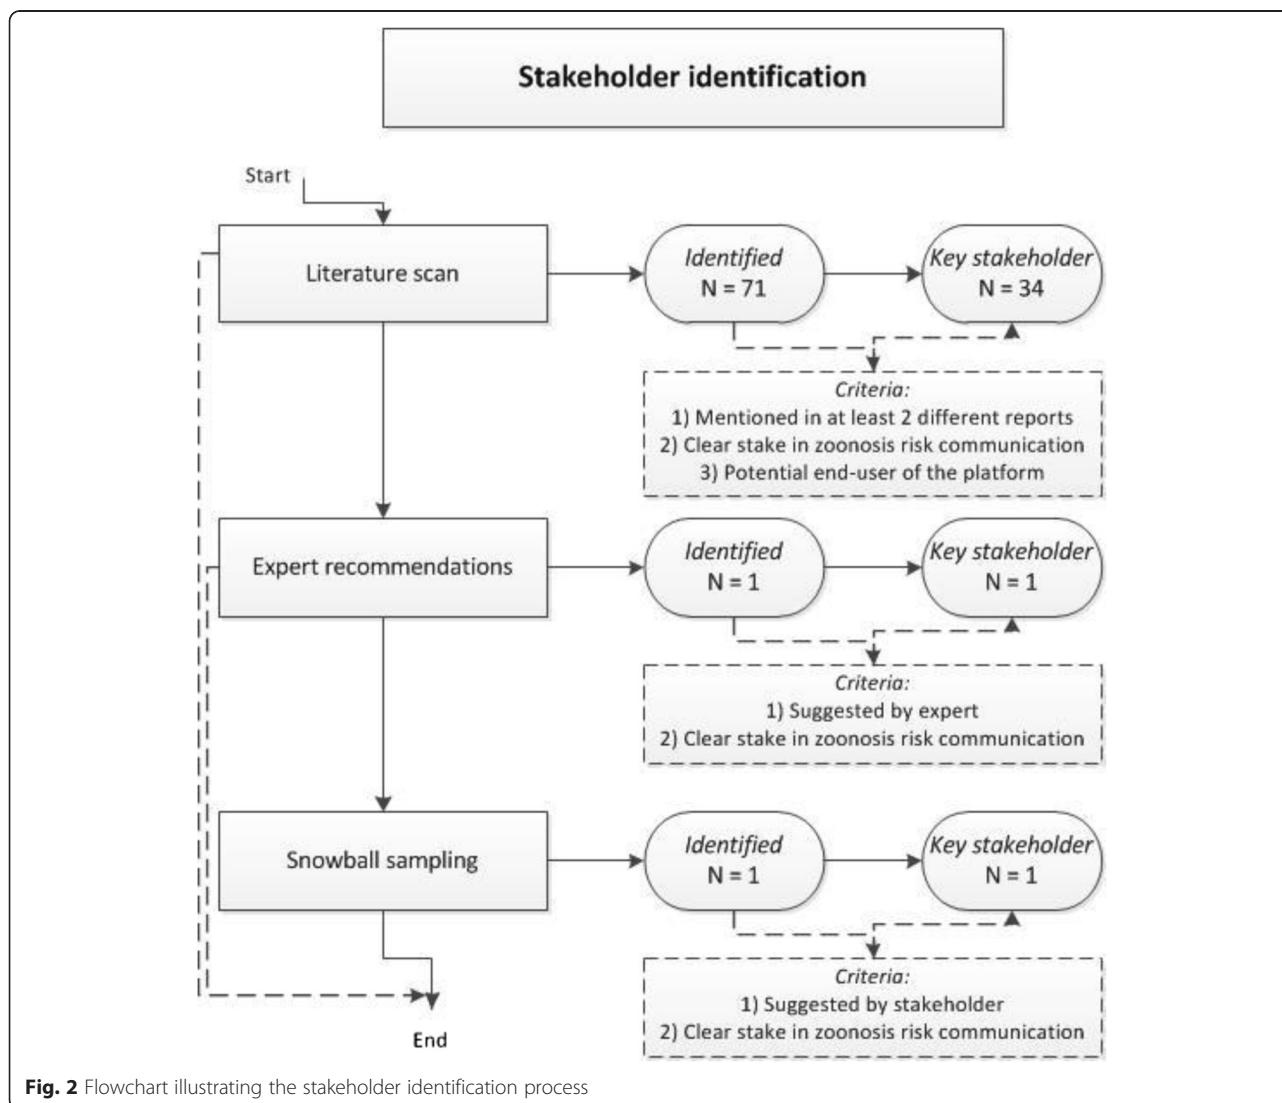 Stakeholder identification
Start
Literature scan
Identified
N = 71
Key stakeholder
N = 34
Criteria:
1) Mentioned in at least 2 different reports
2) Clear stake in zoonosis risk communication
3) Potential end-user of the platform
Expert recommendations
Identified
N = 1
Key stakeholder
N = 1
Criteria:
1) Suggested by expert
2) Clear stake in zoonosis risk communication
Snowball sampling
Identified
N = 1
Key stakeholder
N = 1
Criteria:
1) Suggested by stakeholder
2) Clear stake in zoonosis risk communication
End
Fig. 2 Flowchart illustrating the stakeholder identification process